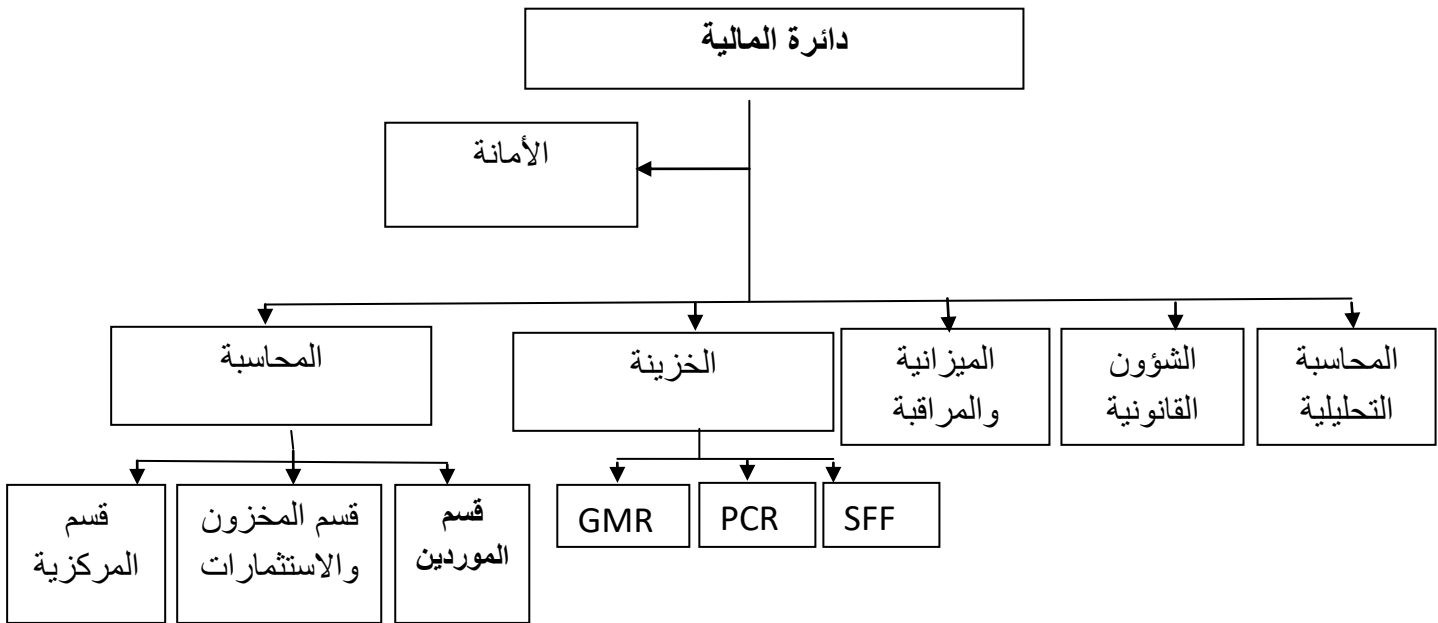 دائرة المالية
الأمانة
المحاسبة
التحليلية
الشؤون
القانونية
الميزانية
والمراقبة
الخزينة
المحاسبة
GMR
PCR
SFF
قسم
الموردين
قسم المخزون
والاستثمارات
قسم
المركزية